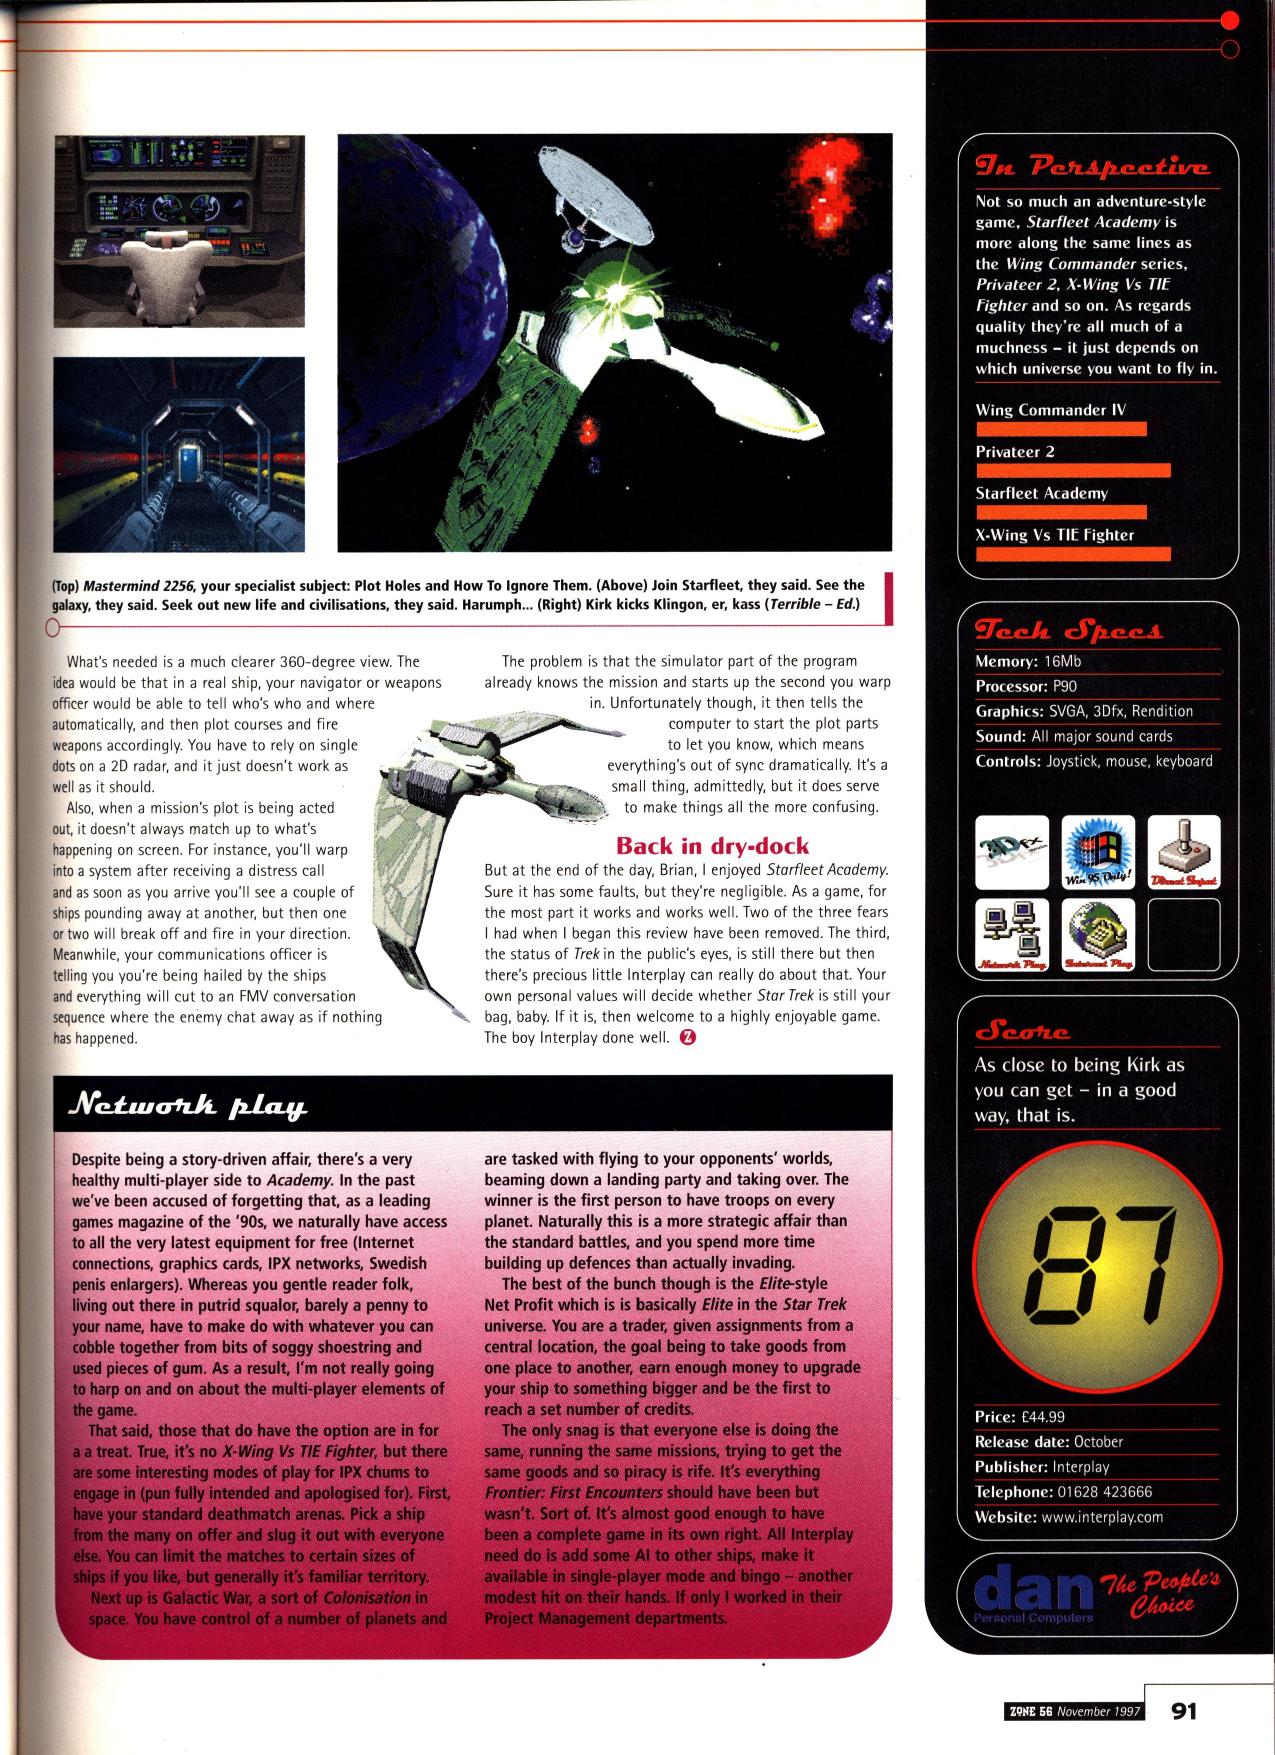 (Top) Mastermind 2256, your specialist subject: Plot Holes and How To Ignore Them. (Above) Join Starfleet, they said. See the
galaxy, they said. Seek out new life and civilisations, they said. Harumph... (Right) Kirk kicks Klingon, er, kass (Terrible – Ed.)
What's needed is a much clearer 360-degree view. The
idea would be that in a real ship, your navigator or weapons
officer would be able to tell who's who and where
automatically, and then plot courses and fire
weapons accordingly. You have to rely on single
dots on a 2D radar, and it just doesn't work as
well as it should.
Also, when a mission's plot is being acted
out, it doesn't always match up to what's
happening on screen. For instance, you'll warp
into a system after receiving a distress call
and as soon as you arrive you'll see a couple of
ships pounding away at another, but then one
or two will break off and fire in your direction.
Meanwhile, your communications officer is
telling you you're being hailed by the ships
and everything will cut to an FMV conversation
sequence where the enemy chat away as if nothing
has happened.
The problem is that the simulator part of the program
already knows the mission and starts up the second you warp
in. Unfortunately though, it then tells the
computer to start the plot parts
to let you know, which means
everything's out of sync dramatically. It's a
small thing, admittedly, but it does serve
to make things all the more confusing.
Back in dry-dock
But at the end of the day, Brian, I enjoyed Starfleet Academy.
Sure it has some faults, but they're negligible. As a game, for
the most part it works and works well. Two of the three fears
I had when I began this review have been removed. The third,
the status of Trek in the public's eyes, is still there but then
there's precious little Interplay can really do about that. Your
own personal values will decide whether Star Trek is still your
bag, baby. If it is, then welcome to a highly enjoyable game.
The boy Interplay done well. Z
Network play
Despite being a story-driven affair, there's a very
healthy multi-player side to Academy. In the past
we've been accused of forgetting that, as a leading
games magazine of the '90s, we naturally have access
to all the very latest equipment for free (Internet
connections, graphics cards, IPX networks, Swedish
penis enlargers). Whereas you gentle reader folk,
living out there in putrid squalor, barely a penny to
your name, have to make do with whatever you can
cobble together from bits of soggy shoestring and
used pieces of gum. As a result, I'm not really going
to harp on and on about the multi-player elements of
the game.
That said, those that do have the option are in for
a a treat. True, it's no X-Wing Vs TIE Fighter, but there
are some interesting modes of play for IPX chums to
engage in (pun fully intended and apologised for). First,
have your standard deathmatch arenas. Pick a ship
from the many on offer and slug it out with everyone
else. You can limit the matches to certain sizes of
ships if you like, but generally it's familiar territory.
Next up is Galactic War, a sort of Colonisation in
space. You have control of a number of planets and
are tasked with flying to your opponents' worlds,
beaming down a landing party and taking over. The
winner is the first person to have troops on every
planet. Naturally this is a more strategic affair than
the standard battles, and you spend more time
building up defences than actually invading.
The best of the bunch though is the Elite-style
Net Profit which is is basically Elite in the Star Trek
universe. You are a trader, given assignments from a
central location, the goal being to take goods from
one place to another, earn enough money to upgrade
your ship to something bigger and be the first to
reach a set number of credits.
The only snag is that everyone else is doing the
same, running the same missions, trying to get the
same goods and so piracy is rife. It's everything
Frontier: First Encounters should have been but
wasn't. Sort of. It's almost good enough to have
been a complete game in its own right. All Interplay
need do is add some AI to other ships, make it
available in single-player mode and bingo – another
modest hit on their hands. If only I worked in their
Project Management departments.
In Perspective
Not so much an adventure-style
game, Starfleet Academy is
more along the same lines as
the Wing Commander series,
Privateer 2, X-Wing Vs TIE
Fighter and so on. As regards
quality they're all much of a
muchness – it just depends on
which universe you want to fly in.
Wing Commander IV
Privateer 2
Starfleet Academy
X-Wing Vs TIE Fighter
Tech Specs
Memory: 16Mb
Processor: P90
Graphics: SVGA, 3Dfx, Rendition
Sound: All major sound cards
Controls: Joystick, mouse, keyboard
3Dfx
Win 95 Only!
Direct Input
Network Play
Internet Play
Score
As close to being Kirk as
you can get – in a good
way, that is.
87
Price: £44.99
Release date: October
Publisher: Interplay
Telephone: 01628 423666
Website: www.interplay.com
dan The People's
Personal Computers Choice
ZONE 56 November 1997 91